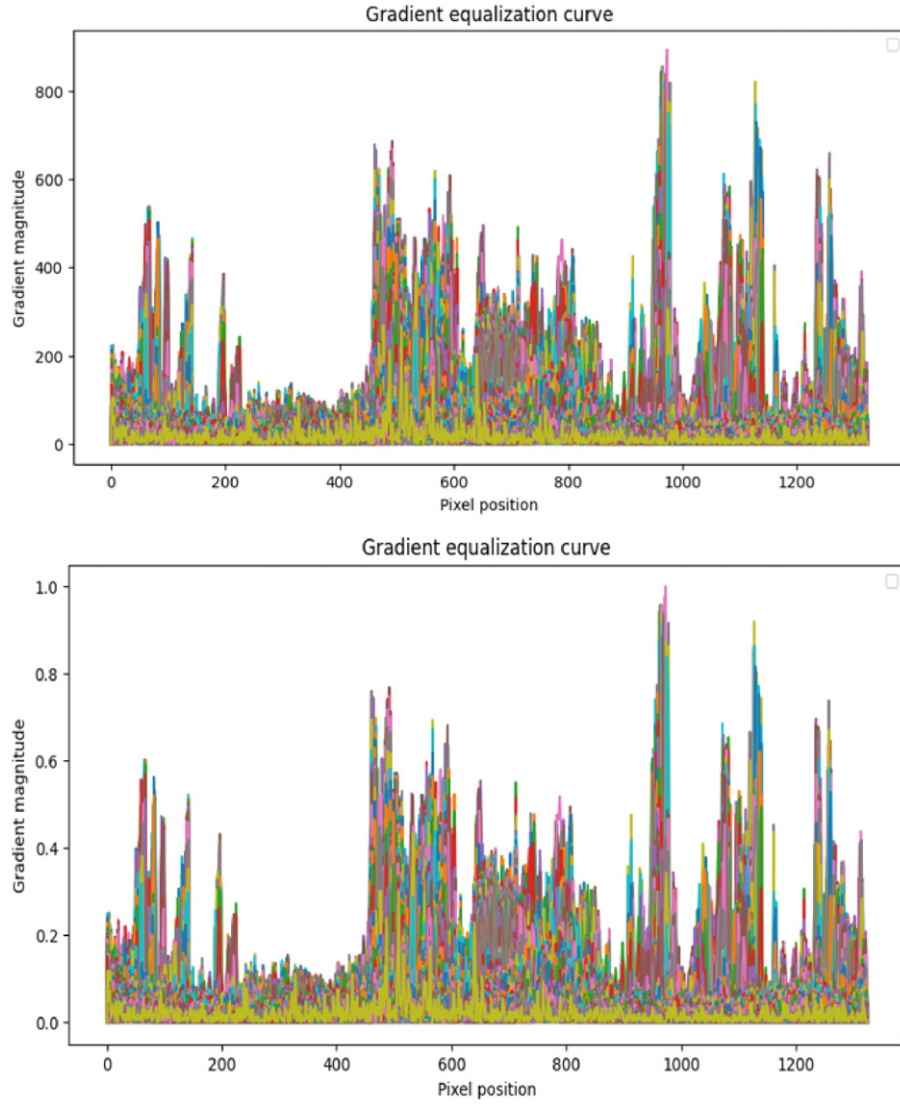 Gradient equalization curve
800
600
400
200
0
Gradient magnitude
0 200 400 600 800 1000 1200
Pixel position
Gradient equalization curve
1.0
0.8
0.6
0.4
0.2
0.0
Gradient magnitude
0 200 400 600 800 1000 1200
Pixel position